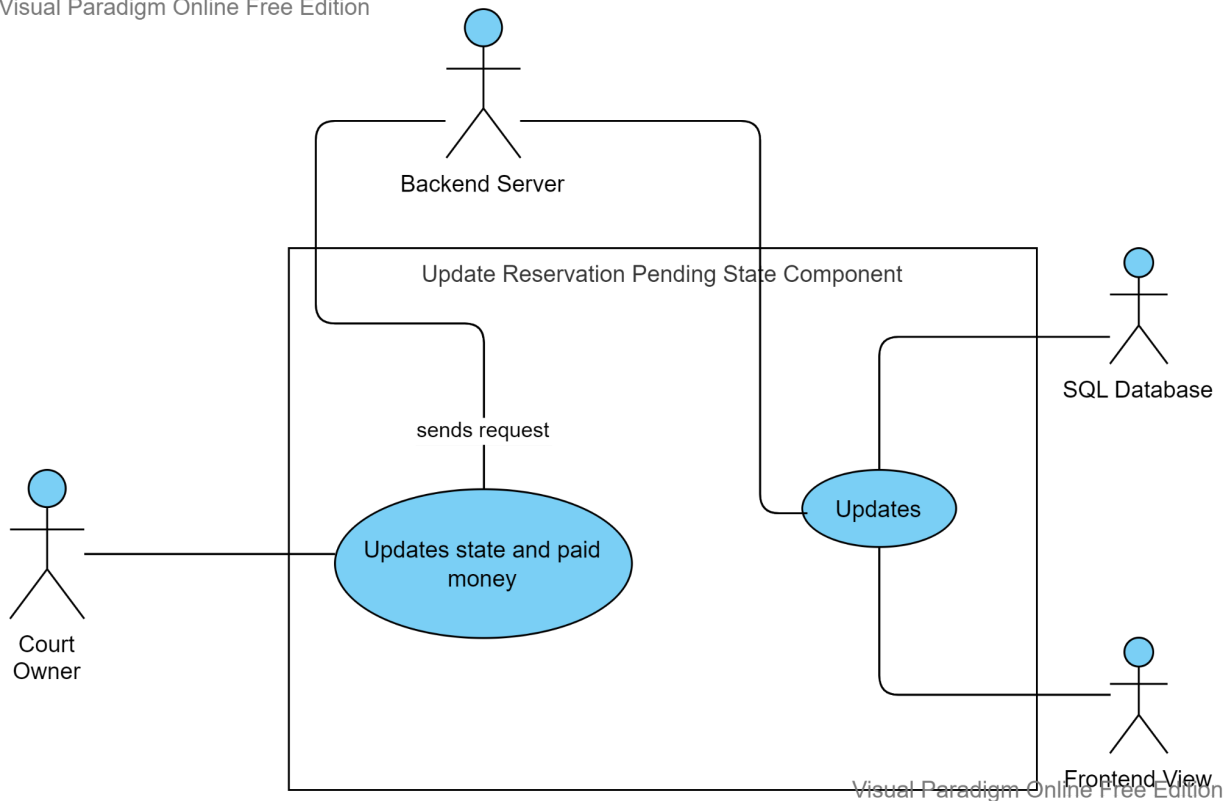 Visual Paradigm Online Free Edition
Backend Server
Update Reservation Pending State Component
SQL Database
sends request
Updates
Updates state and paid
money
Court
Owner
Frontend View
Visual Paradigm Online Free Edition